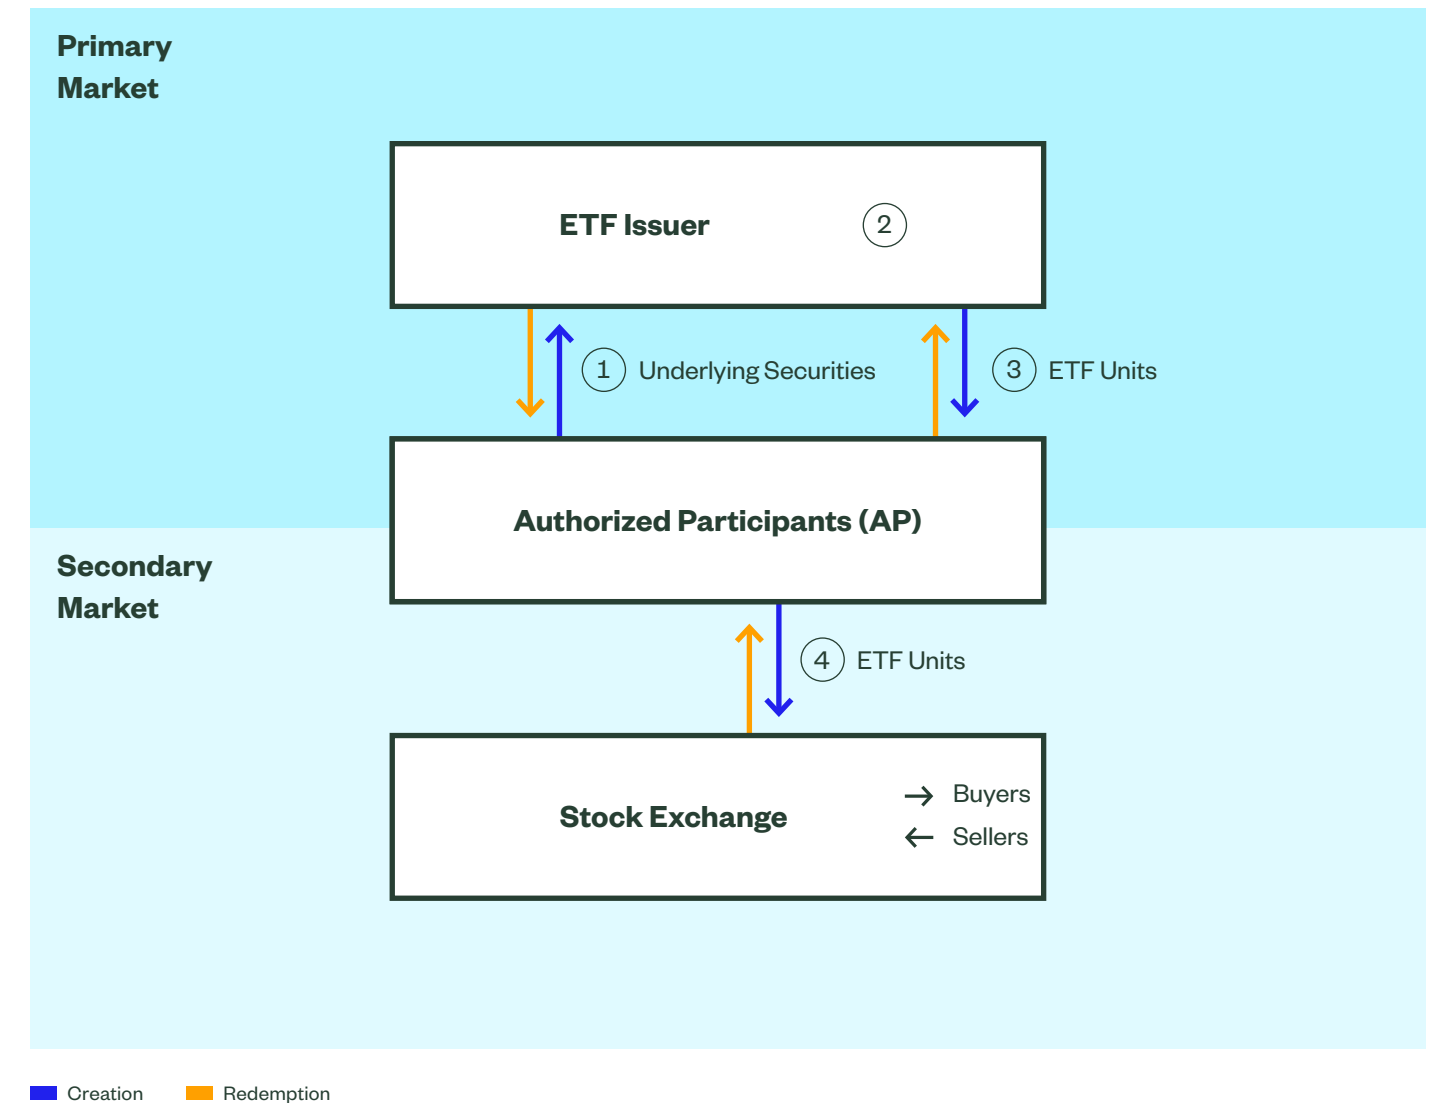 Primary
Market
ETF Issuer
2
1
Underlying Securities
3
ETF Units
Authorized Participants (AP)
Secondary
Market
4
ETF Units
Stock Exchange
→ Buyers
← Sellers
Creation
Redemption